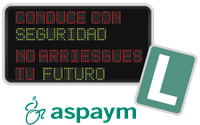 CONDUCE CON
SEGURIDAD
NO ARRIESGUES
TU FUTURO
L
aspaym